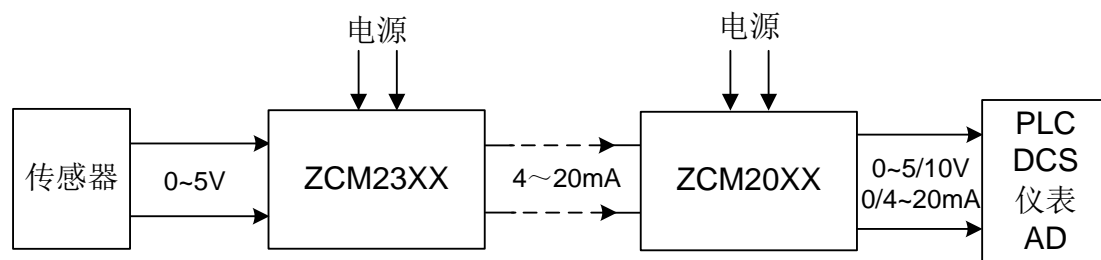 电源
电源
传感器
0~5V
ZCM23XX
4～20mA
ZCM20XX
0~5/10V
0/4~20mA
PLC
DCS
仪表
AD